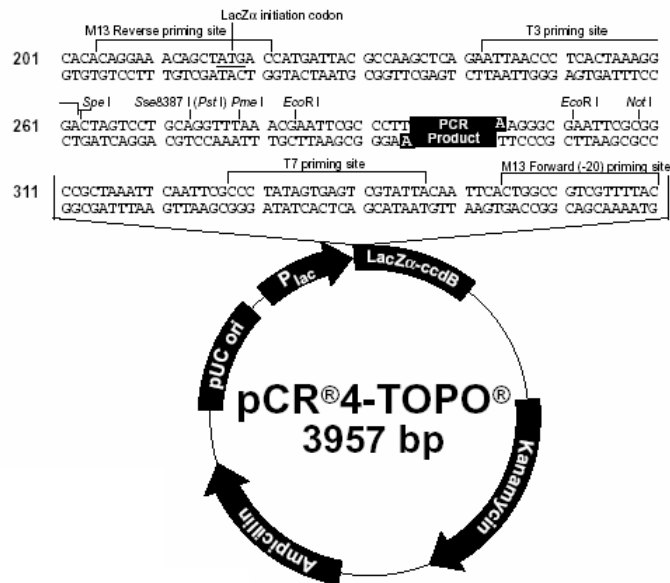 LacZα initiation codon
M13 Reverse priming site T3 priming site
201 CACACAGGAA ACAGCTATGA CCATGATTAC GCCAAGCTCA GAATTAACCC TCACTAAAGG
GTGTGTCCTT TGTCGATACT GGTACTAATG CGGTTCGAGT CTTAATTGGG AGTGATTTCC
Spe I Sse8387 I (Pst I) Pme I EcoR I EcoR I Not I
261 GACTAGTCCT GCAGGTTTAA ACGAATTCGC CCTT PCR Product A AGGGC GAATTCGCGG
CTGATCAGGA CGTCCAAATT TGCTTAAGCG GGA A TTCCCG CTTAAGCGCC
T7 priming site M13 Forward (-20) priming site
311 CCGCTAAATT CAATTCGCCC TATAGTGAGT CGTATTACAA TTCACTGGCC GTCGTTTTAC
GGCGATTTAA GTTAAGCGGG ATATCACTCA GCATAATGTT AAGTGACCGG CAGCAAAATG
Plac LacZα-ccdB
pUC ori
pCR®4-TOPO®
3957 bp
Kanamycin
Ampicillin